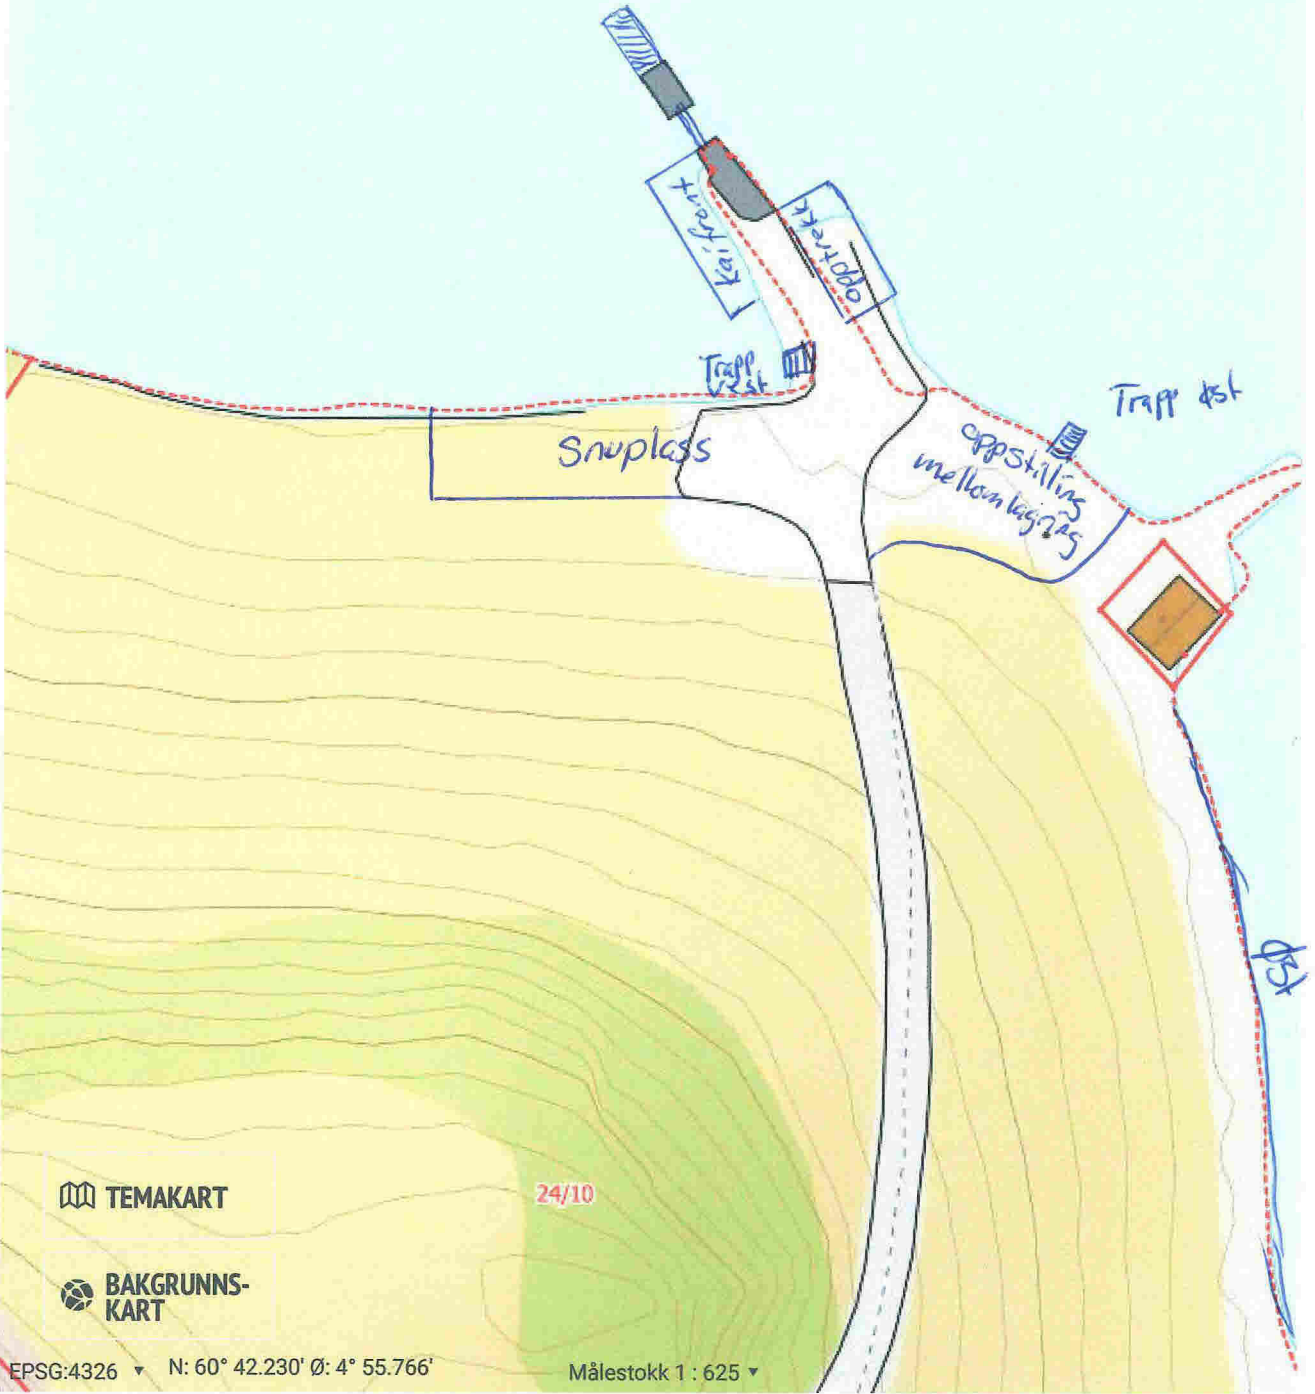 Kaifront
opptrekk
Trapp
vest
Trapp øst
Snuplass
oppstilling
mellomlagring
øst
24/10
TEMAKART
BAKGRUNNS-
KART
EPSG:4326 N: 60° 42.230' Ø: 4° 55.766' Målestokk 1 : 625